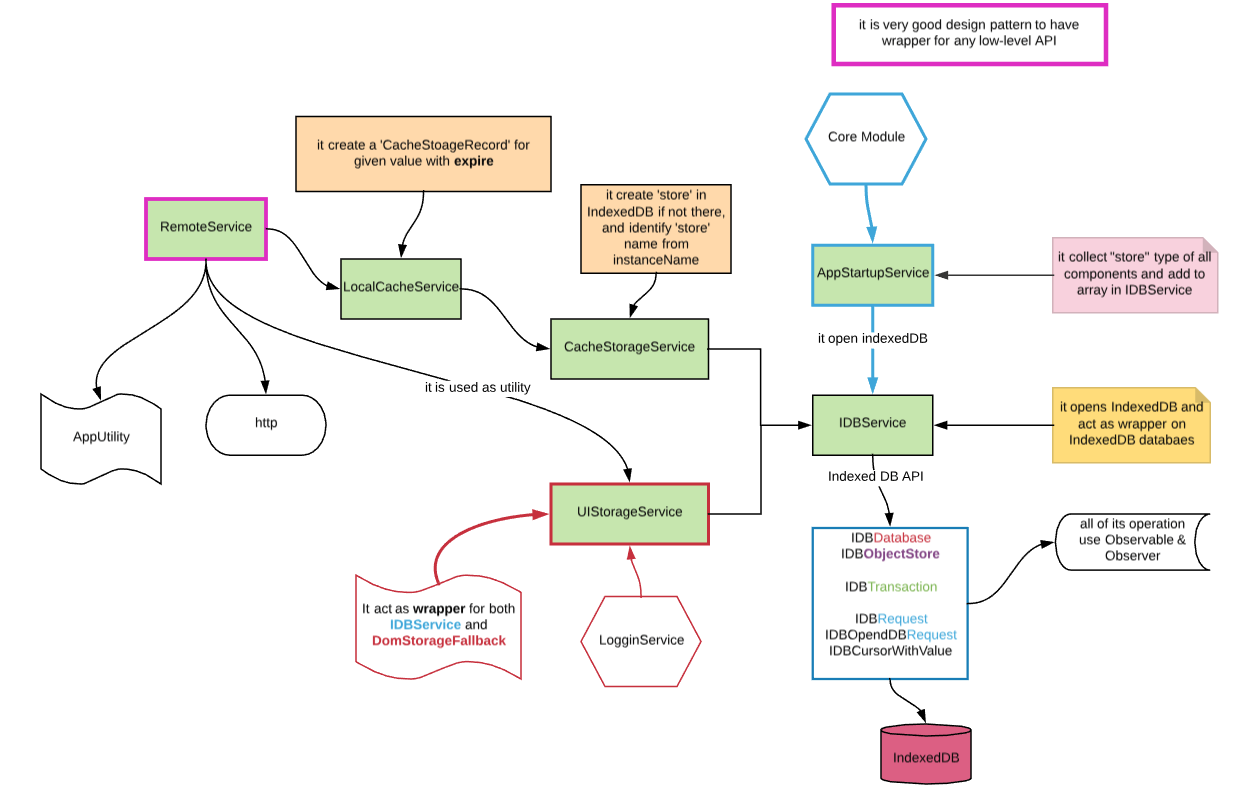 it is very good design pattern to have
wrapper for any low-level API
Core Module
it create a 'CacheStoageRecord' for
given value with expire
it create 'store' in
IndexedDB if not there,
and identify 'store'
name from
instanceName
RemoteService
LocalCacheService
AppStartupService
it collect "store" type of all
components and add to
array in IDBService
it open indexedDB
CacheStorageService
it is used as utility
AppUtility
http
IDBService
it opens IndexedDB and
act as wrapper on
IndexedDB databaes
Indexed DB API
UIStorageService
IDBDatabase
IDBObjectStore
IDBTransaction
IDBRequest
IDBOpendDBRequest
IDBCursorWithValue
all of its operation
use Observable &
Observer
It act as wrapper for both
IDBService and
DomStorageFallback
LogginService
IndexedDB